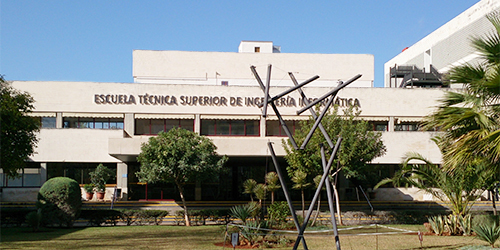 ESCUELA TÉCNICA SUPERIOR DE INGENIERÍA INFORMÁTICA